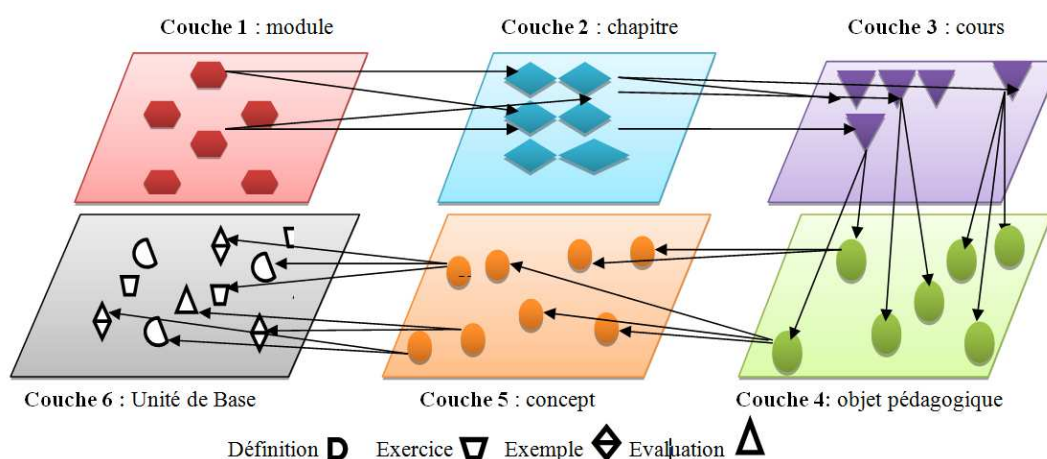 Couche 1 : module
Couche 2 : chapitre
Couche 3 : cours
Couche 6 : Unité de Base
Couche 5 : concept
Couche 4: objet pédagogique
Définition Exercice Exemple Evaluation